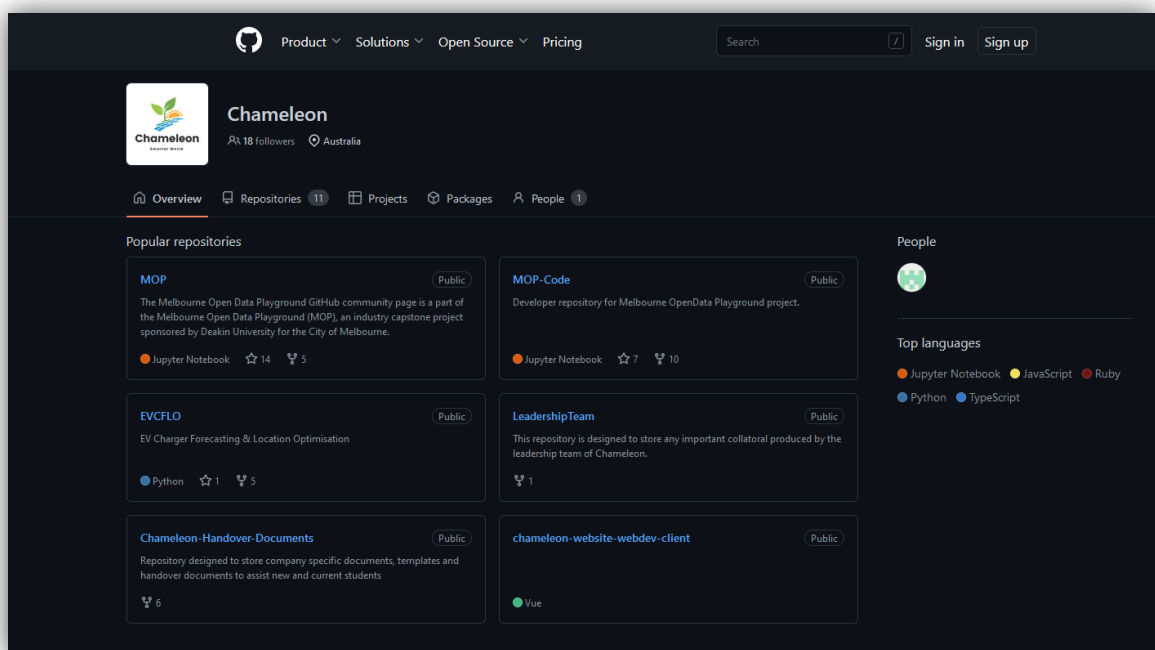 Product Solutions Open Source Pricing Search / Sign in Sign up
Chameleon
Smarter World
Chameleon
18 followers Australia
Overview Repositories 11 Projects Packages People 1
Popular repositories
MOP Public
The Melbourne Open Data Playground GitHub community page is a part of
the Melbourne Open Data Playground (MOP), an industry capstone project
sponsored by Deakin University for the City of Melbourne.
Jupyter Notebook 14 5
MOP-Code Public
Developer repository for Melbourne OpenData Playground project.
Jupyter Notebook 7 10
EVCFLO Public
EV Charger Forecasting & Location Optimisation
Python 1 5
LeadershipTeam Public
This repository is designed to store any important collatoral produced by the
leadership team of Chameleon.
1
Chameleon-Handover-Documents Public
Repository designed to store company specific documents, templates and
handover documents to assist new and current students
6
chameleon-website-webdev-client Public
Vue
People
Top languages
Jupyter Notebook JavaScript Ruby
Python TypeScript